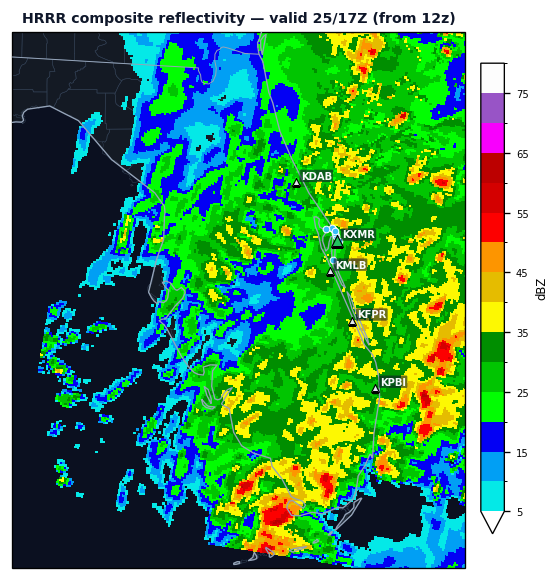 HRRR composite reflectivity — valid 25/17Z (from 12z)
KDAB
KXMR
KMLB
KFPR
KPBI
75
65
55
45
35
25
15
5
dBZ